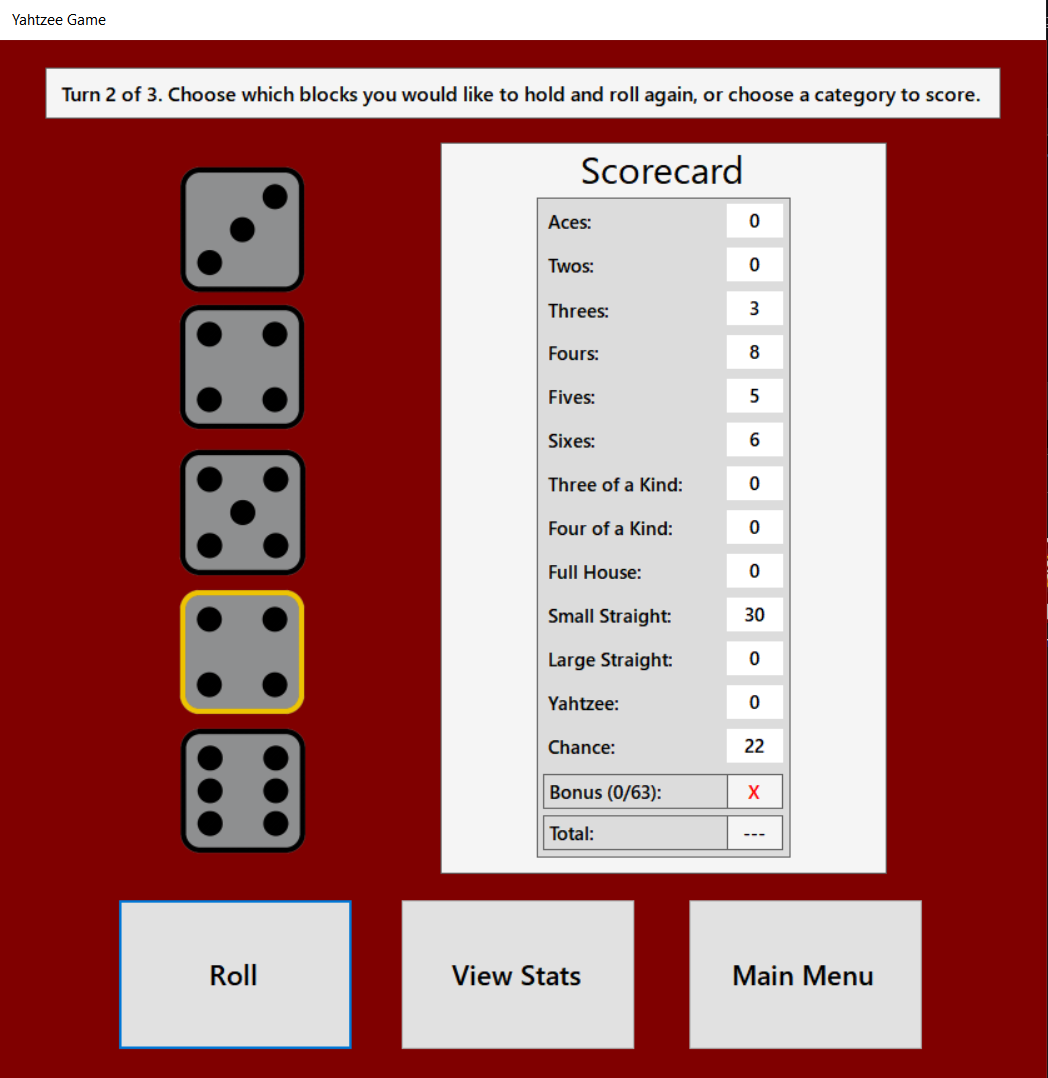 Yahtzee Game
Turn 2 of 3. Choose which blocks you would like to hold and roll again, or choose a category to score.
Scorecard
Aces: 0
Twos: 0
Threes: 3
Fours: 8
Fives: 5
Sixes: 6
Three of a Kind: 0
Four of a Kind: 0
Full House: 0
Small Straight: 30
Large Straight: 0
Yahtzee: 0
Chance: 22
Bonus (0/63): X
Total: ---
Roll
View Stats
Main Menu